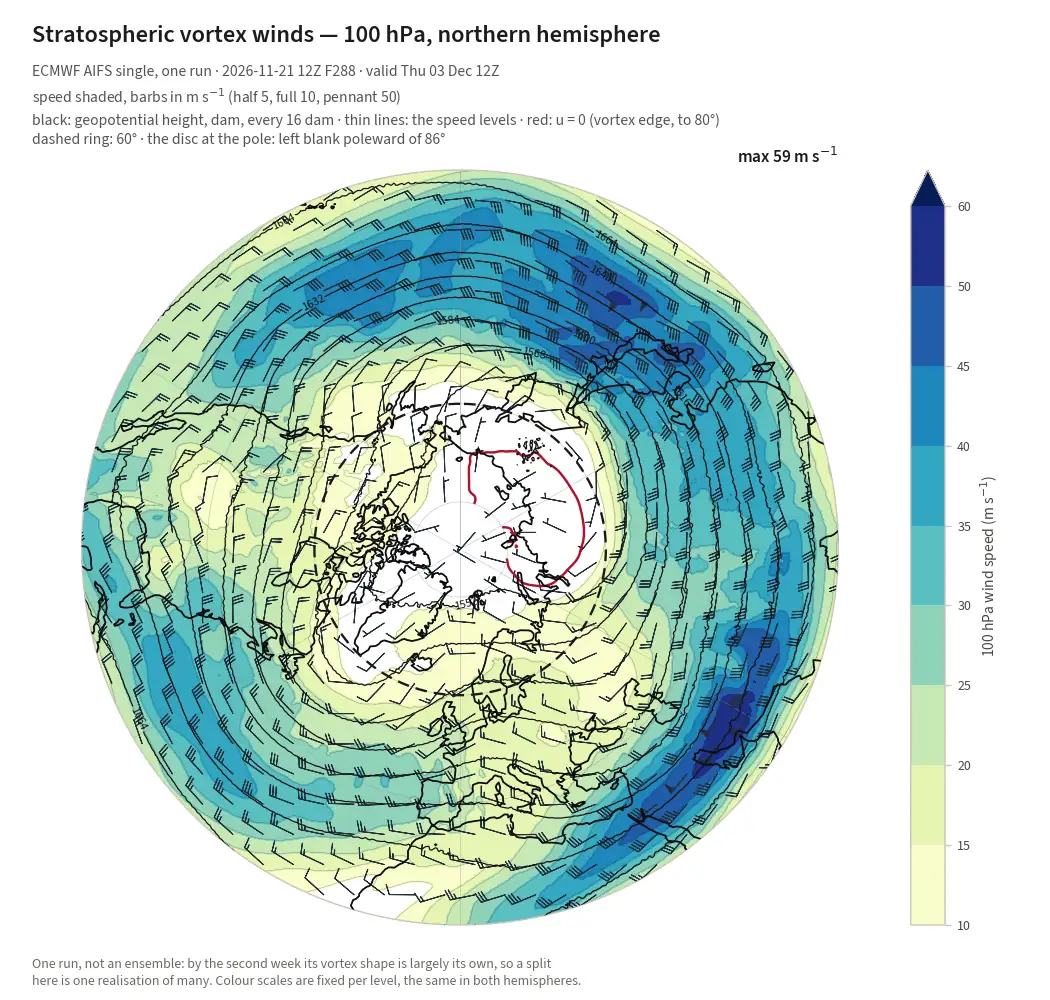 Stratospheric vortex winds — 100 hPa, northern hemisphere
ECMWF AIFS single, one run · 2026-11-21 12Z F288 · valid Thu 03 Dec 12Z
speed shaded, barbs in m s⁻¹ (half 5, full 10, pennant 50)
black: geopotential height, dam, every 16 dam · thin lines: the speed levels · red: u = 0 (vortex edge, to 80°)
dashed ring: 60° · the disc at the pole: left blank poleward of 86°
max 59 m s⁻¹
60
50
45
40
35
30
25
20
15
10
100 hPa wind speed (m s⁻¹)
1632
1584
1568
One run, not an ensemble: by the second week its vortex shape is largely its own, so a split
here is one realisation of many. Colour scales are fixed per level, the same in both hemispheres.